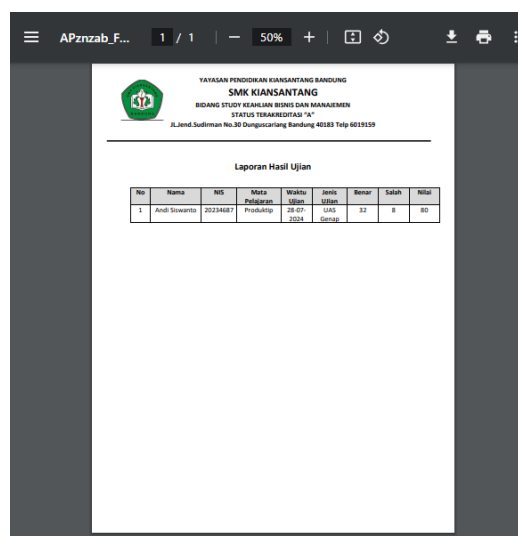 APznzab_F...
1 / 1
50%
YAYASAN PENDIDIKAN KIANSANTANG BANDUNG
SMK KIANSANTANG
BIDANG STUDY KEAHLIAN BISNIS DAN MANAJEMEN
STATUS TERAKREDITASI "A"
JL.Jend.Sudirman No.30 Dunguscariang Bandung 40183 Telp 6019159
Laporan Hasil Ujian
No Nama NIS Mata Pelajaran Waktu Ujian Jenis Ujian Benar Salah Nilai
1 Andi Siswanto 20234687 Produktip 28-07-2024 UAS Genap 32 8 80